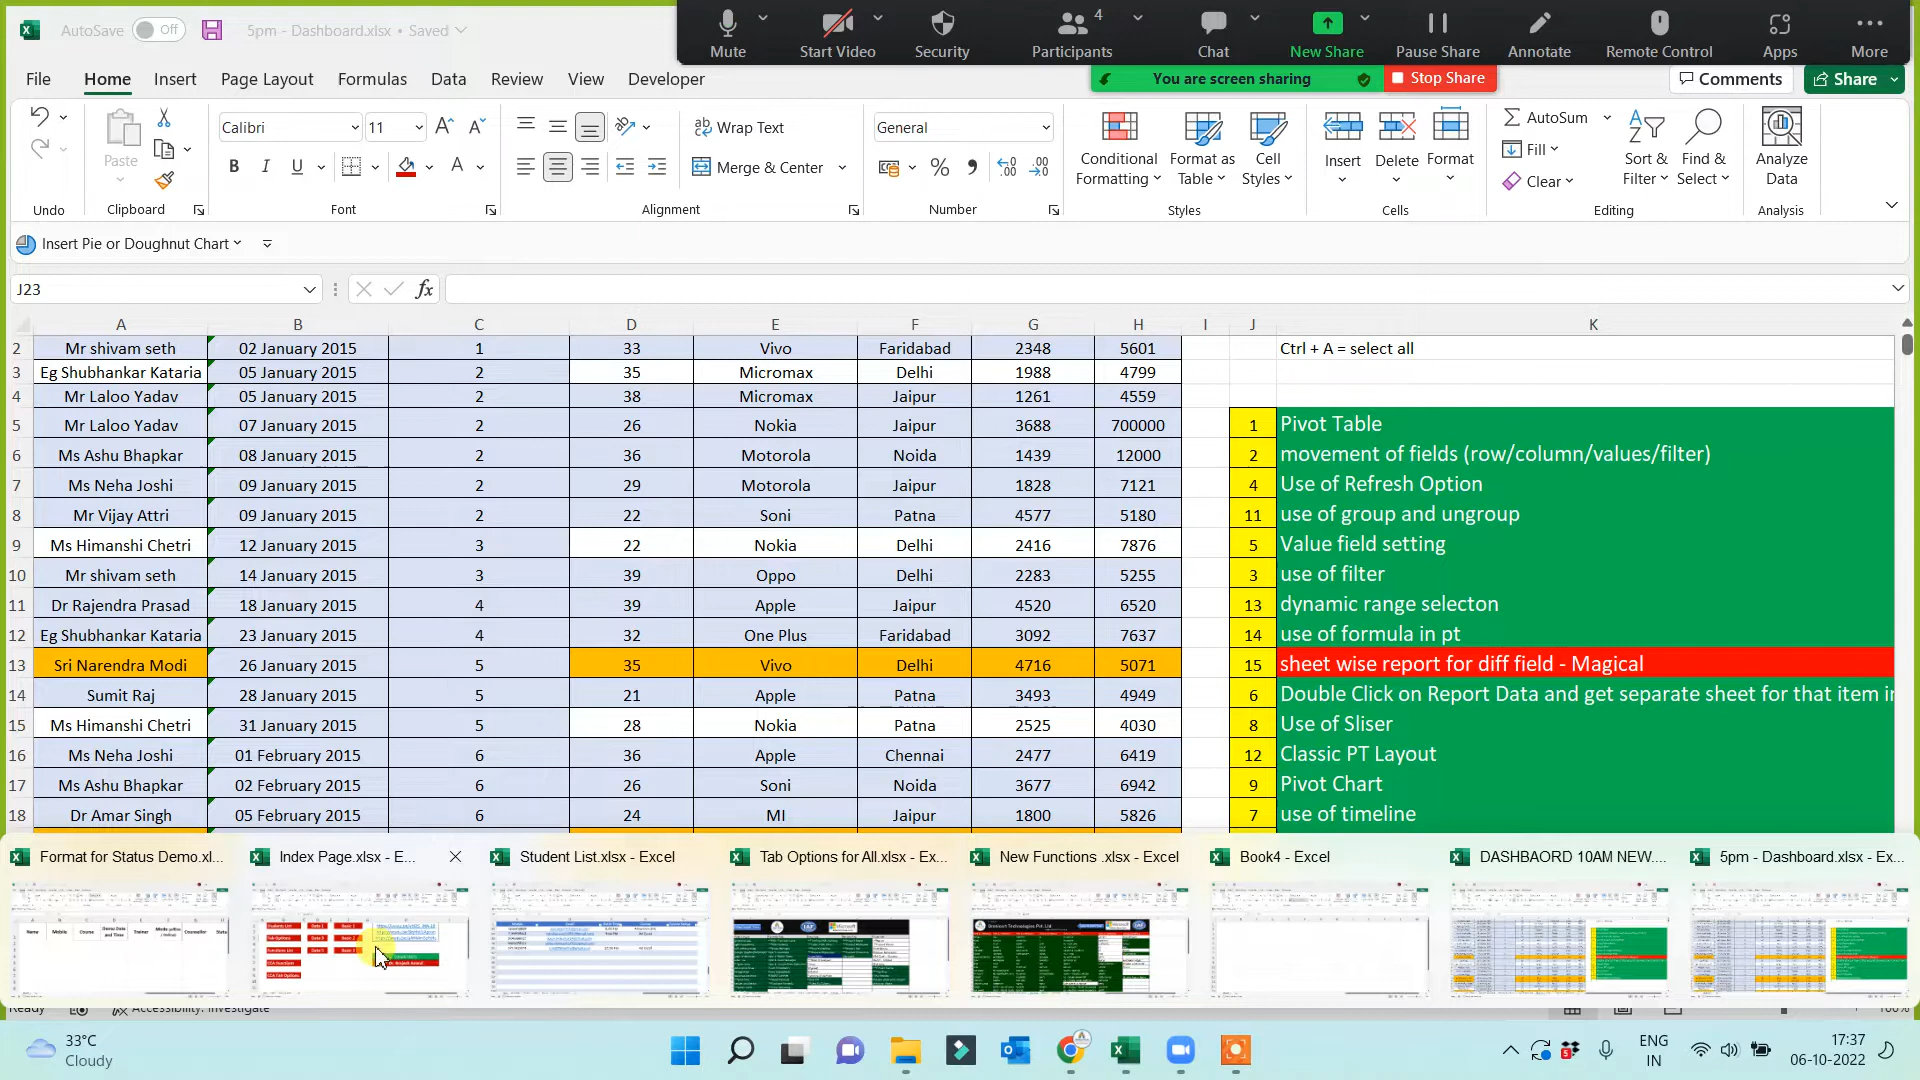 AutoSave Off 5pm - Dashboard.xlsx • Saved
Mute Start Video Security Participants 4 Chat New Share Pause Share Annotate Remote Control Apps More
You are screen sharing Stop Share
File Home Insert Page Layout Formulas Data Review View Developer Comments Share
Calibri 11 Wrap Text General AutoSum
Paste B I U Merge & Center Conditional Formatting Format as Table Cell Styles Insert Delete Format Fill Clear Sort & Filter Find & Select Analyze Data
Undo Clipboard Font Alignment Number Styles Cells Editing Analysis
Insert Pie or Doughnut Chart
J23 fx
A B C D E F G H I J K
2 Mr shivam seth 02 January 2015 1 33 Vivo Faridabad 2348 5601 Ctrl + A = select all
3 Eg Shubhankar Kataria 05 January 2015 2 35 Micromax Delhi 1988 4799
4 Mr Laloo Yadav 05 January 2015 2 38 Micromax Jaipur 1261 4559
5 Mr Laloo Yadav 07 January 2015 2 26 Nokia Jaipur 3688 700000 1 Pivot Table
6 Ms Ashu Bhapkar 08 January 2015 2 36 Motorola Noida 1439 12000 2 movement of fields (row/column/values/filter)
7 Ms Neha Joshi 09 January 2015 2 29 Motorola Jaipur 1828 7121 4 Use of Refresh Option
8 Mr Vijay Attri 09 January 2015 2 22 Soni Patna 4577 5180 11 use of group and ungroup
9 Ms Himanshi Chetri 12 January 2015 3 22 Nokia Delhi 2416 7876 5 Value field setting
10 Mr shivam seth 14 January 2015 3 39 Oppo Delhi 2283 5255 3 use of filter
11 Dr Rajendra Prasad 18 January 2015 4 39 Apple Jaipur 4520 6520 13 dynamic range selecton
12 Eg Shubhankar Kataria 23 January 2015 4 32 One Plus Faridabad 3092 7637 14 use of formula in pt
13 Sri Narendra Modi 26 January 2015 5 35 Vivo Delhi 4716 5071 15 sheet wise report for diff field - Magical
14 Sumit Raj 28 January 2015 5 21 Apple Patna 3493 4949 6 Double Click on Report Data and get separate sheet for that item in
15 Ms Himanshi Chetri 31 January 2015 5 28 Nokia Patna 2525 4030 8 Use of Sliser
16 Ms Neha Joshi 01 February 2015 6 36 Apple Chennai 2477 6419 12 Classic PT Layout
17 Ms Ashu Bhapkar 02 February 2015 6 26 Soni Noida 3677 6942 9 Pivot Chart
18 Dr Amar Singh 05 February 2015 6 24 MI Jaipur 1800 5826 7 use of timeline
Format for Status Demo.xl... Index Page.xlsx - E... Student List.xlsx - Excel Tab Options for All.xlsx - Ex... New Functions .xlsx - Excel Book4 - Excel DASHBAORD 10AM NEW.... 5pm - Dashboard.xlsx - Ex...
Ready Accessibility: Investigate 100%
33°C
Cloudy
ENG
IN
17:37
06-10-2022